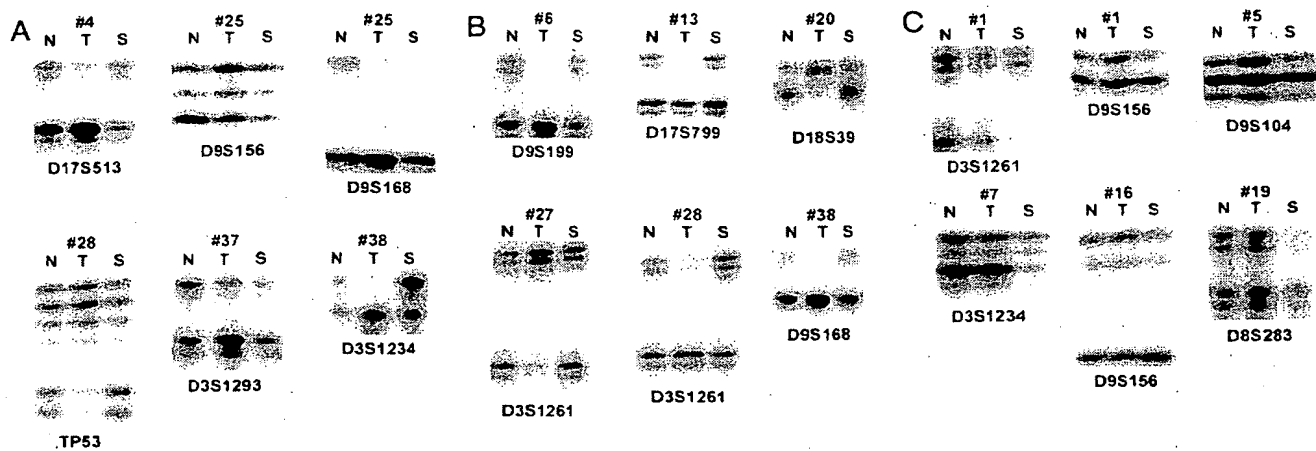 A
#4
N T S
D17S513
#25
N T S
D9S156
#25
N T S
D9S168
#28
N T S
.TP53
#37
N T S
D3S1293
#38
N T S
D3S1234
B
#6
N T S
D9S199
#13
N T S
D17S799
#20
N T S
D18S39
#27
N T S
D3S1261
#28
N T S
D3S1261
#38
N T S
D9S168
C
#1
N T S
D3S1261
#1
N T S
D9S156
#5
N T S
D9S104
#7
N T S
D3S1234
#16
N T S
D9S156
#19
N T S
D8S283